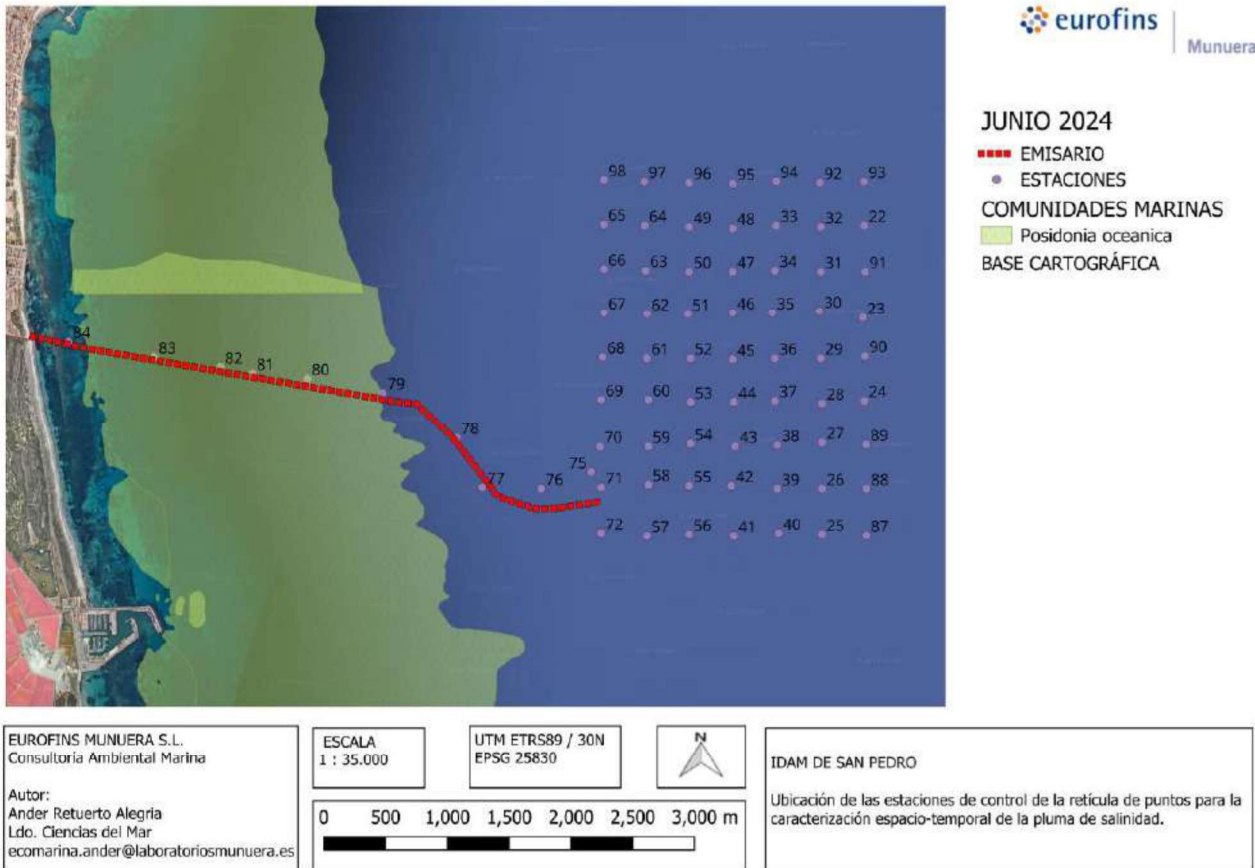 eurofins
Munuera
JUNIO 2024
EMISARIO
ESTACIONES
COMUNIDADES MARINAS
Posidonia oceanica
BASE CARTOGRÁFICA
98 97 96 95 94 92 93
65 64 49 48 33 32 22
66 63 50 47 34 31 91
67 62 51 46 35 30 23
84 83 82 81 80 79
68 61 52 45 36 29 90
69 60 53 44 37 28 24
78
70 59 54 43 38 27 89
77 76 75 71 58 55 42 39 26 88
72 57 56 41 40 25 87
EUROFINS MUNUERA S.L.
Consultoría Ambiental Marina
Autor:
Ander Retuerto Alegria
Ldo. Ciencias del Mar
ecomarina.ander@laboratoriosmunuera.es
ESCALA
1 : 35.000
UTM ETRS89 / 30N
EPSG 25830
N
0 500 1,000 1,500 2,000 2,500 3,000 m
IDAM DE SAN PEDRO
Ubicación de las estaciones de control de la retícula de puntos para la
caracterización espacio-temporal de la pluma de salinidad.